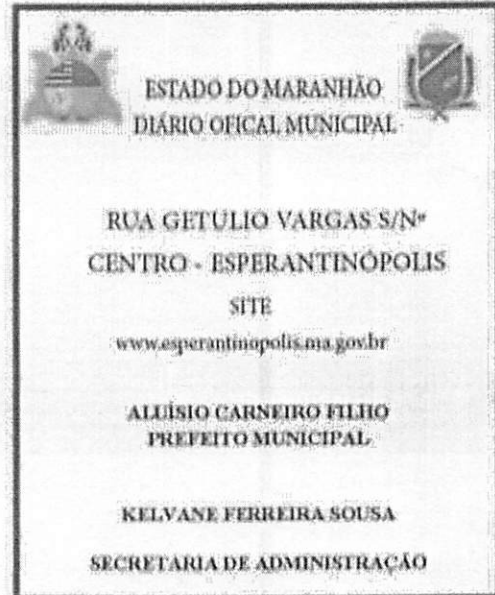 ESTADO DO MARANHÃO
DIÁRIO OFICAL MUNICIPAL
RUA GETULIO VARGAS S/Nº
CENTRO - ESPERANTINÓPOLIS
SITE
www.esperantinopolis.ma.gov.br
ALUÍSIO CARNEIRO FILHO
PREFEITO MUNICIPAL
KELVANE FERREIRA SOUSA
SECRETARIA DE ADMINISTRAÇÃO